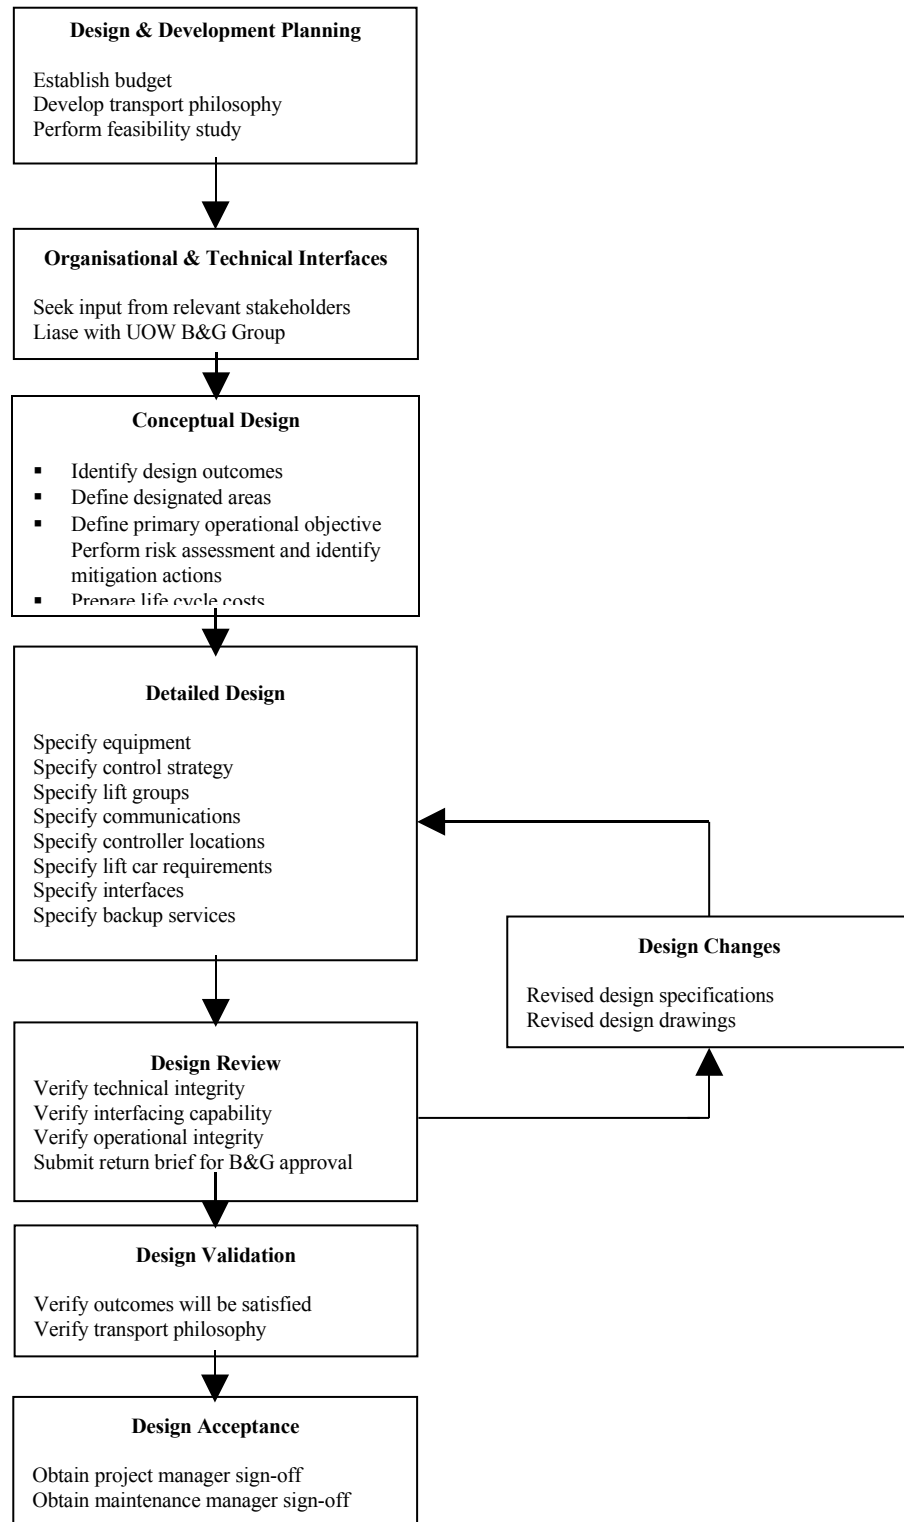 Design & Development Planning
Establish budget
Develop transport philosophy
Perform feasibility study
Organisational & Technical Interfaces
Seek input from relevant stakeholders
Liase with UOW B&G Group
Conceptual Design
▪ Identify design outcomes
▪ Define designated areas
▪ Define primary operational objective
Perform risk assessment and identify
mitigation actions
▪ Prepare life cycle costs
Detailed Design
Specify equipment
Specify control strategy
Specify lift groups
Specify communications
Specify controller locations
Specify lift car requirements
Specify interfaces
Specify backup services
Design Changes
Revised design specifications
Revised design drawings
Design Review
Verify technical integrity
Verify interfacing capability
Verify operational integrity
Submit return brief for B&G approval
Design Validation
Verify outcomes will be satisfied
Verify transport philosophy
Design Acceptance
Obtain project manager sign-off
Obtain maintenance manager sign-off